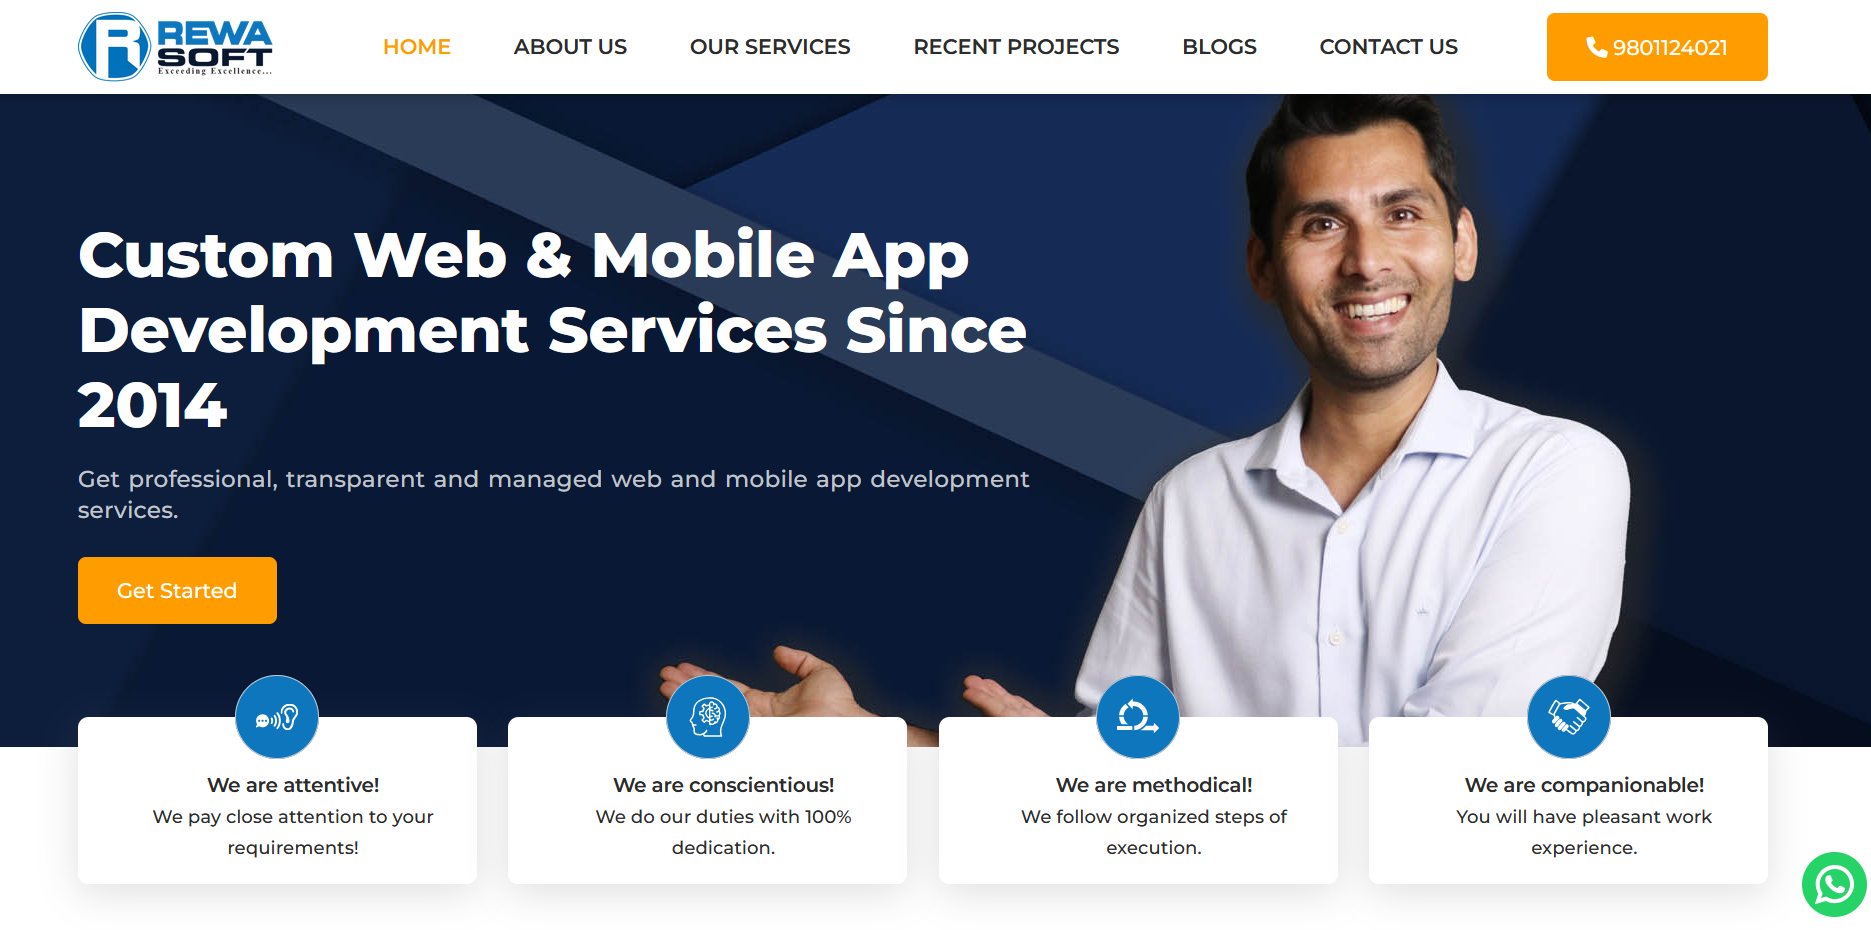 R REWA
SOFT
Exceeding Excellence...
HOME
ABOUT US
OUR SERVICES
RECENT PROJECTS
BLOGS
CONTACT US
9801124021
Custom Web & Mobile App
Development Services Since
2014
Get professional, transparent and managed web and mobile app development
services.
Get Started
We are attentive!
We pay close attention to your
requirements!
We are conscientious!
We do our duties with 100%
dedication.
We are methodical!
We follow organized steps of
execution.
We are companionable!
You will have pleasant work
experience.